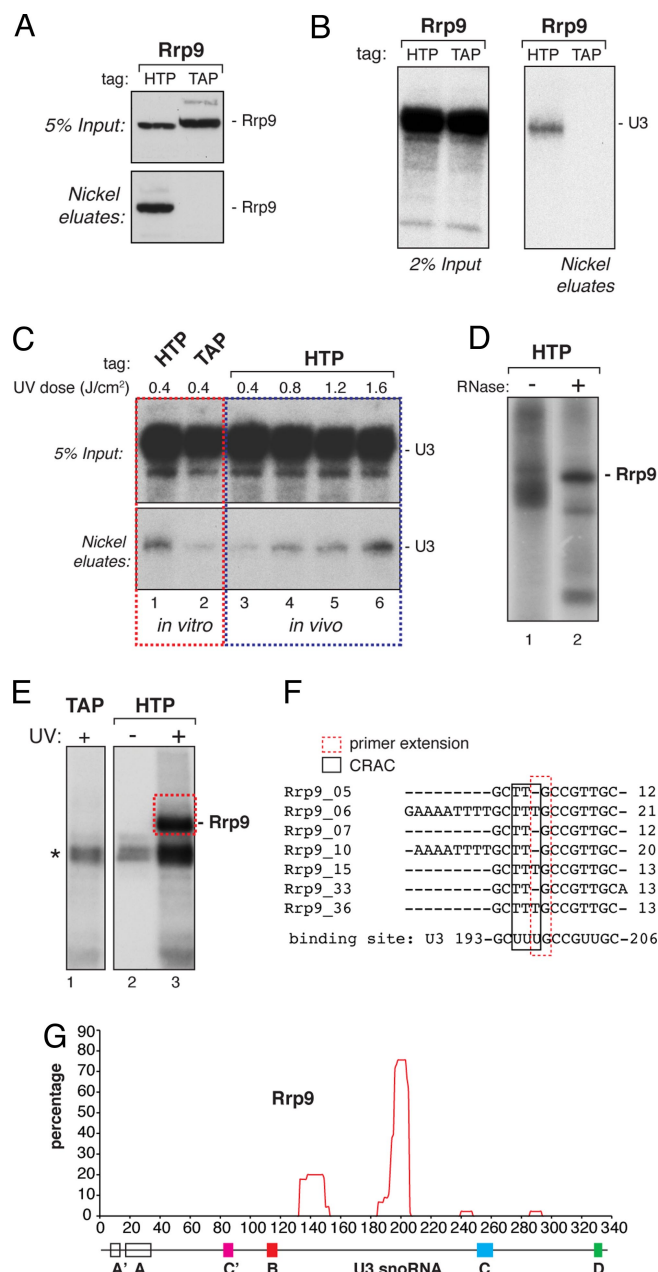 A
Rrp9
tag: HTP TAP
5% Input: - Rrp9
Nickel eluates: - Rrp9
B
Rrp9 Rrp9
tag: HTP TAP HTP TAP
- U3
2% Input Nickel eluates
C
tag: HTP TAP HTP
UV dose (J/cm²) 0.4 0.4 0.4 0.8 1.2 1.6
5% Input: - U3
Nickel eluates: - U3
1 2 3 4 5 6
in vitro in vivo
D
HTP
RNase: - +
- Rrp9
1 2
E
TAP HTP
UV: + - +
- Rrp9
*
1 2 3
F
primer extension
CRAC
Rrp9_05 ----------GCTT-GCCGTTGC- 12
Rrp9_06 GAAAATTTTGCTTTGCCGTTGC- 21
Rrp9_07 ----------GCTT-GCCGTTGC- 12
Rrp9_10 -AAAATTTTGCTT-GCCGTTGC- 20
Rrp9_15 ----------GCTTTGCCGTTGC- 13
Rrp9_33 ----------GCTT-GCCGTTGCA 13
Rrp9_36 ----------GCTTTGCCGTTGC- 13
binding site: U3 193-GCUUUGCCGUUGC-206
G
percentage
90
80
70
60
50
40
30
20
10
0
Rrp9
0 20 40 60 80 100 120 140 160 180 200 220 240 260 280 300 320 340
A' A C' B U3 snoRNA C D